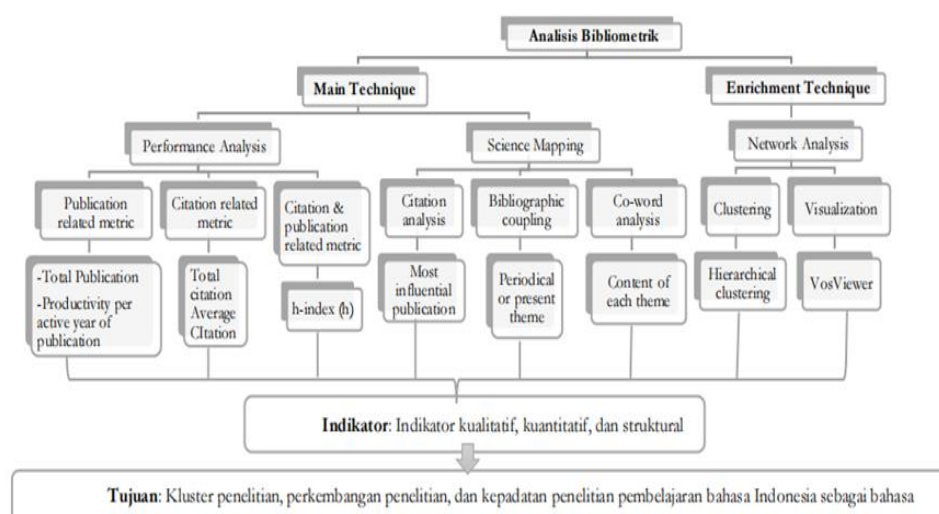 Analisis Bibliometrik
Main Technique
Enrichment Technique
Performance Analysis
Science Mapping
Network Analysis
Publication
related metric
Citation related
metric
Citation &
publication
related metric
Citation
analysis
Bibliographic
coupling
Co-word
analysis
Clustering
Visualization
-Total Publication
-Productivity per
active year of
publication
Total
citation
Average
CItation
h-index (h)
Most
influential
publication
Periodical
or present
theme
Content of
each theme
Hierarchical
clustering
VosViewer
Indikator: Indikator kualitatif, kuantitatif, dan struktural
Tujuan: Kluster penelitian, perkembangan penelitian, dan kepadatan penelitian pembelajaran bahasa Indonesia sebagai bahasa